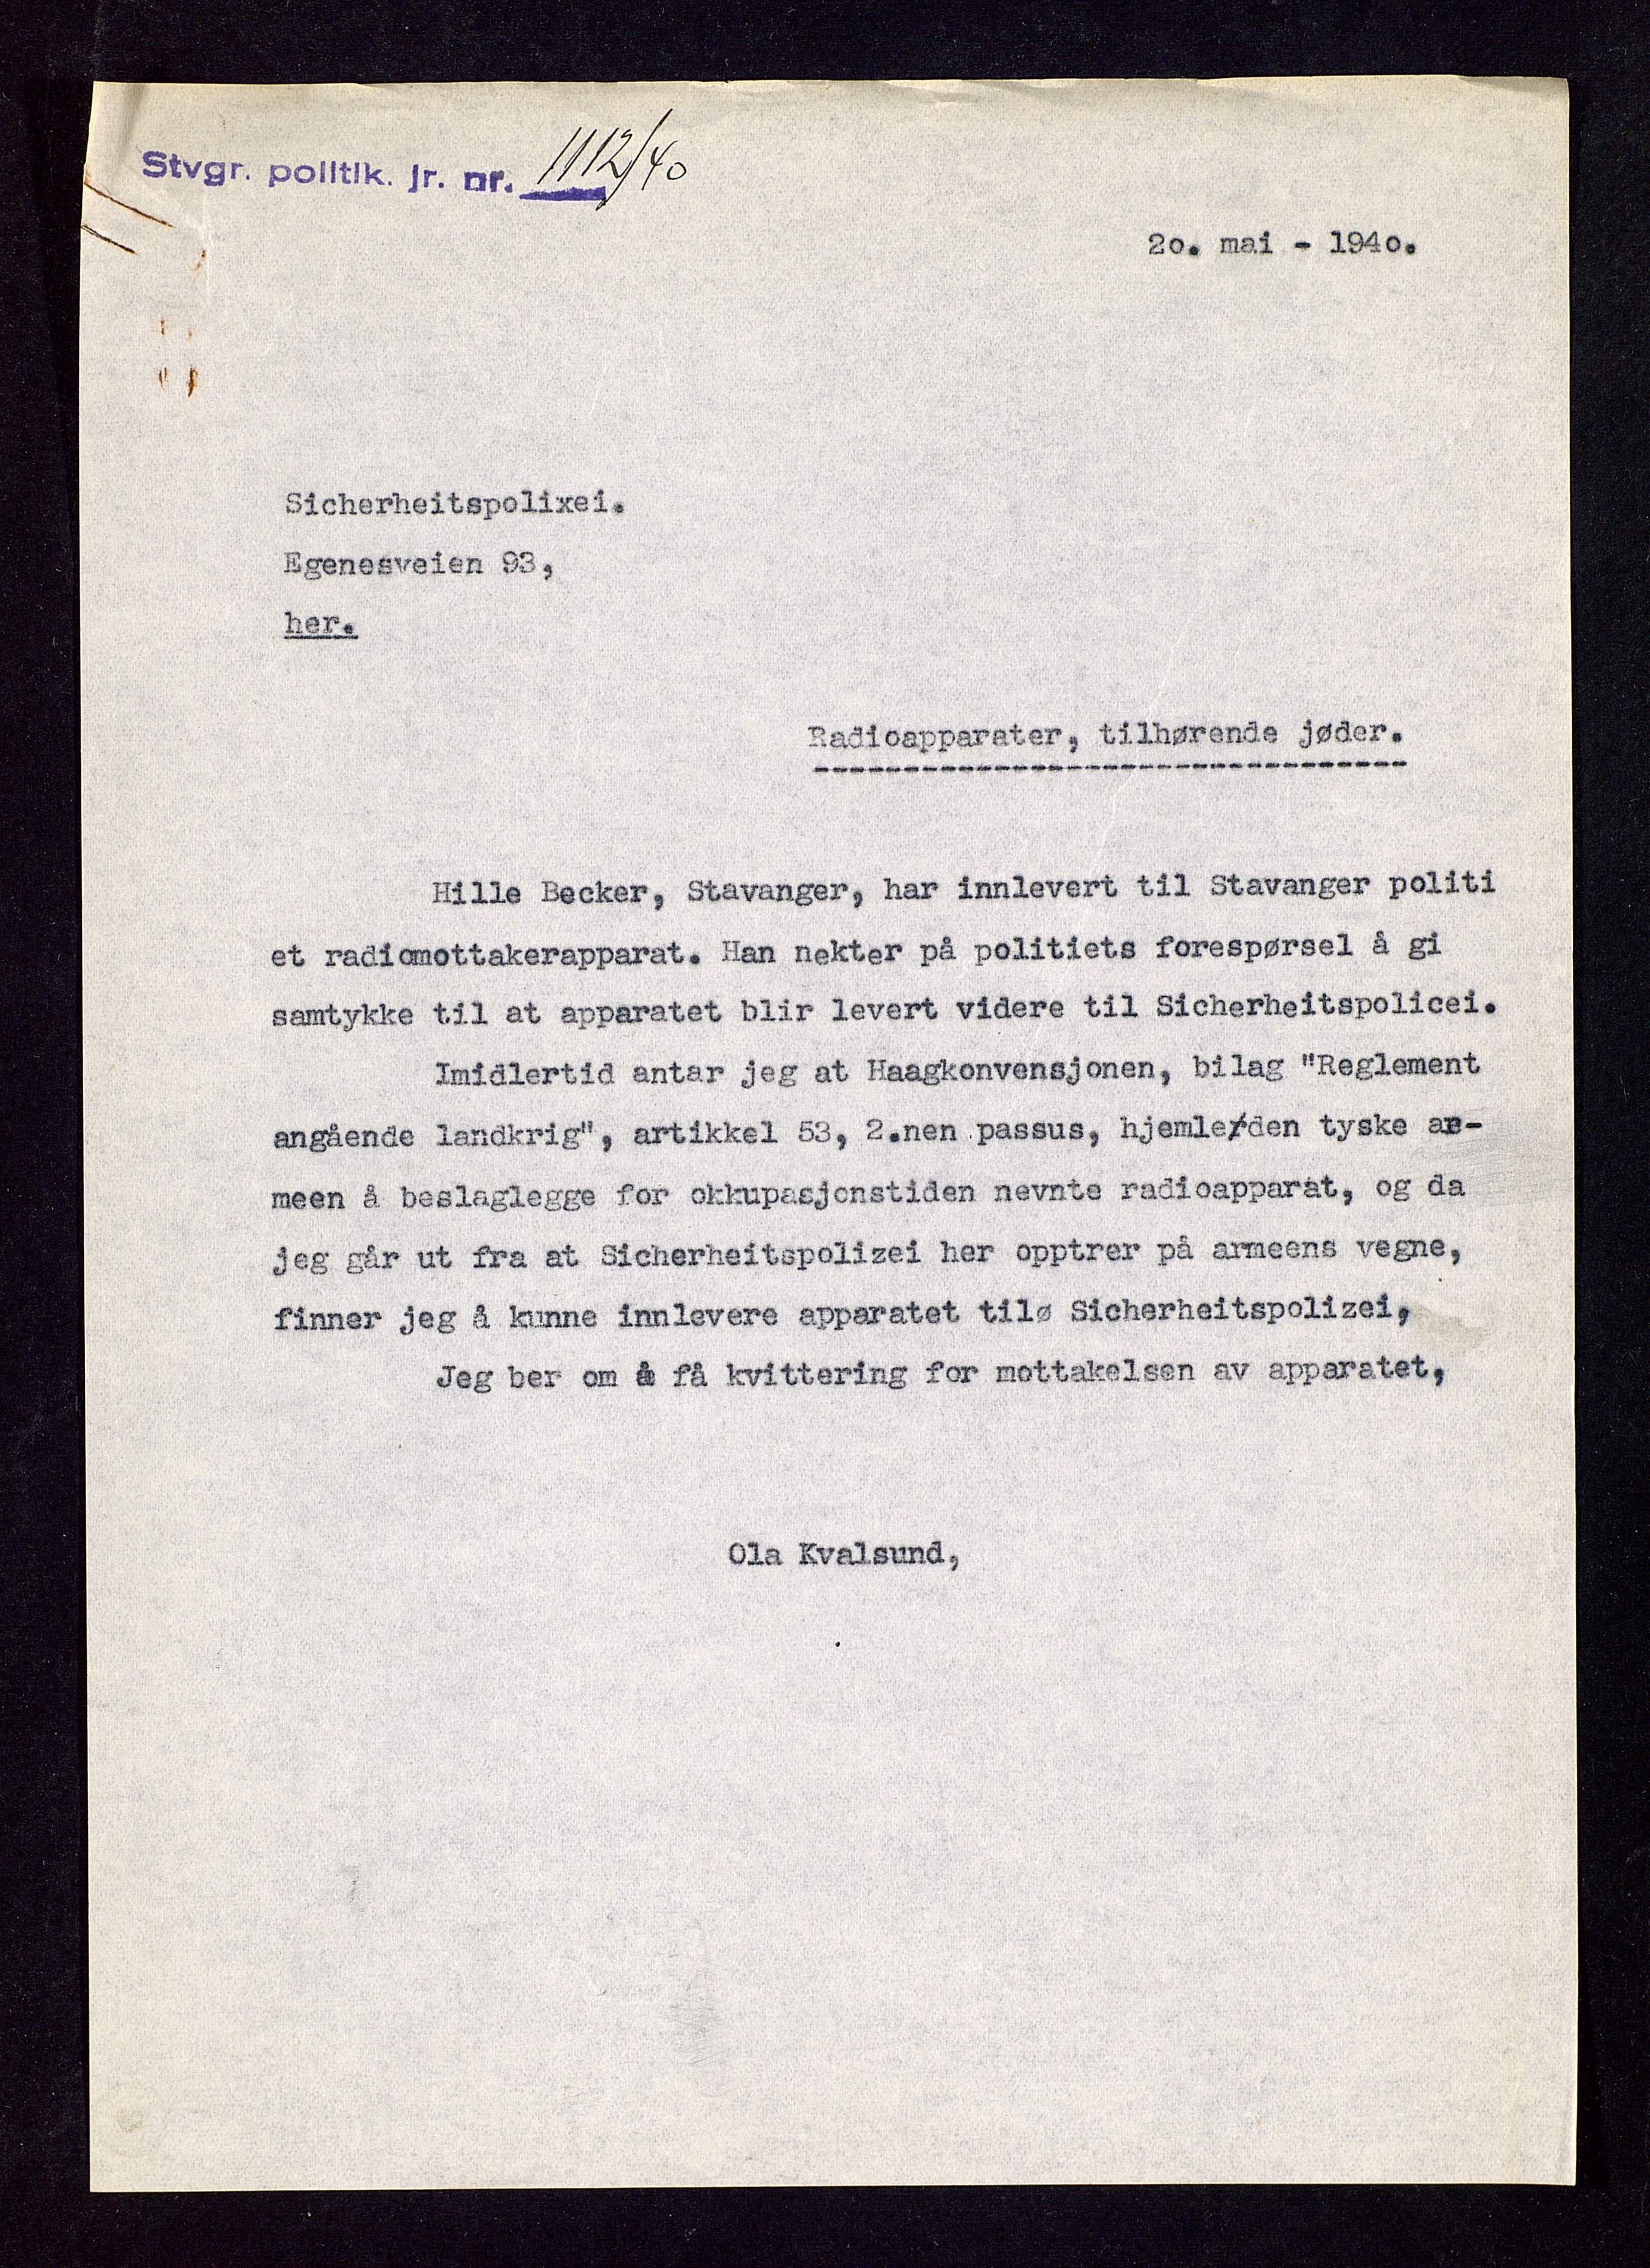 Stvgr. politik. jr. nr. 1112/40
20. mai - 1940.
Sicherheitspolixei.
Egenesveien 93,
her.
Radioapparater, tilhørende jøder.
Hille Becker, Stavanger, har innlevert til Stavanger politi
et radiomottakerapparat. Han nekter på politiets forespørsel å gi
samtykke til at apparatet blir levert videre til Sicherheitspolicei.
Imidlertid antar jeg at Haagkonvensjonen, bilag "Reglement
angående landkrig", artikkel 53, 2.nen passus, hjemler den tyske ar-
meen å beslaglegge for okkupasjonstiden nevnte radioapparat, og da
jeg går ut fra at Sicherheitspolizei her opptrer på armeens vegne,
finner jeg å kunne innlevere apparatet tilø Sicherheitspolizei,
Jeg ber om å få kvittering for mottakelsen av apparatet,
Ola Kvalsund,